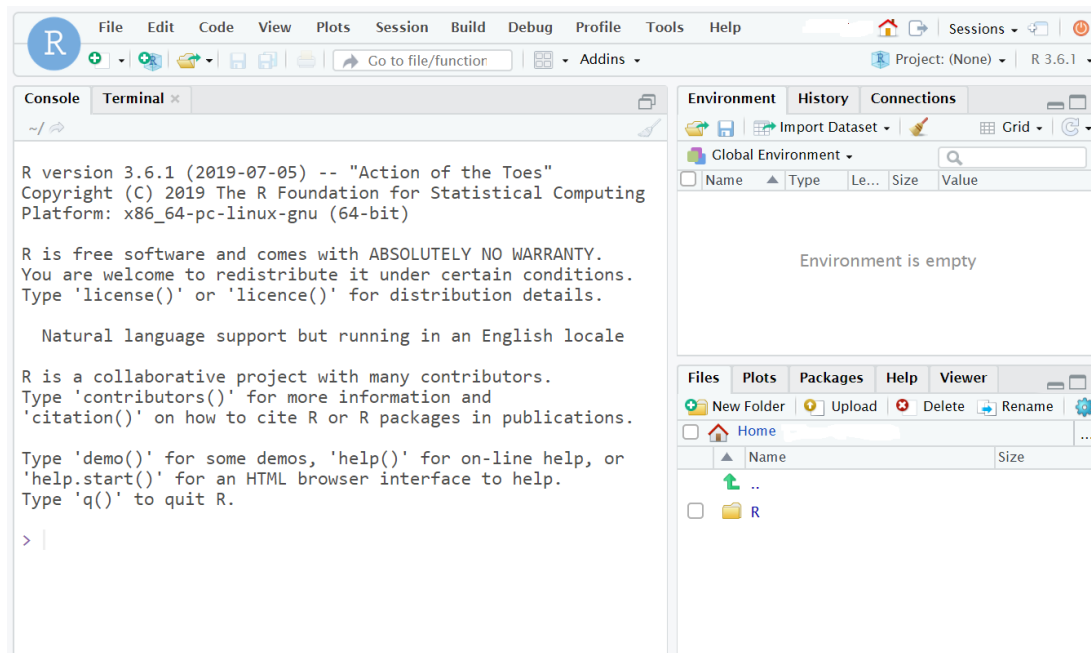 R
File Edit Code View Plots Session Build Debug Profile Tools Help
Sessions
Go to file/function
Addins
Project: (None)
R 3.6.1
Console Terminal
~/
R version 3.6.1 (2019-07-05) -- "Action of the Toes"
Copyright (C) 2019 The R Foundation for Statistical Computing
Platform: x86_64-pc-linux-gnu (64-bit)
R is free software and comes with ABSOLUTELY NO WARRANTY.
You are welcome to redistribute it under certain conditions.
Type 'license()' or 'licence()' for distribution details.
Natural language support but running in an English locale
R is a collaborative project with many contributors.
Type 'contributors()' for more information and
'citation()' on how to cite R or R packages in publications.
Type 'demo()' for some demos, 'help()' for on-line help, or
'help.start()' for an HTML browser interface to help.
Type 'q()' to quit R.
>
Environment History Connections
Import Dataset
Grid
Global Environment
Name Type Le... Size Value
Environment is empty
Files Plots Packages Help Viewer
New Folder Upload Delete Rename
Home
...
Name Size
..
R